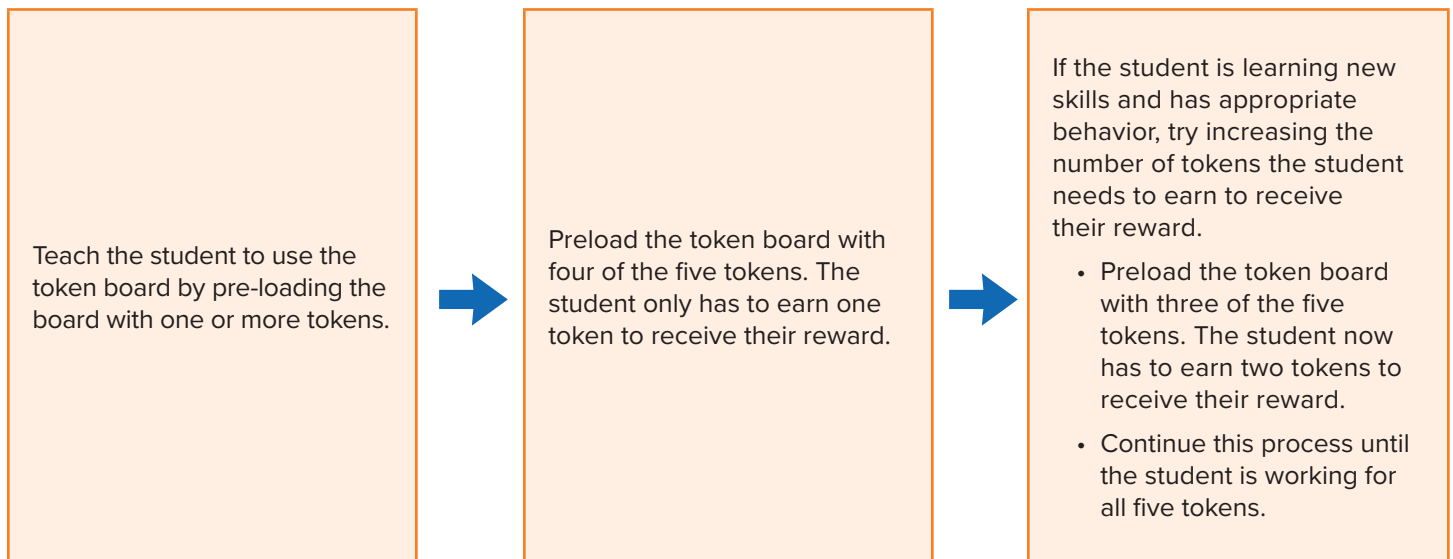 Teach the student to use the
token board by pre-loading the
board with one or more tokens.
Preload the token board with
four of the five tokens. The
student only has to earn one
token to receive their reward.
If the student is learning new
skills and has appropriate
behavior, try increasing the
number of tokens the student
needs to earn to receive
their reward.
• Preload the token board
with three of the five
tokens. The student now
has to earn two tokens to
receive their reward.
• Continue this process until
the student is working for
all five tokens.